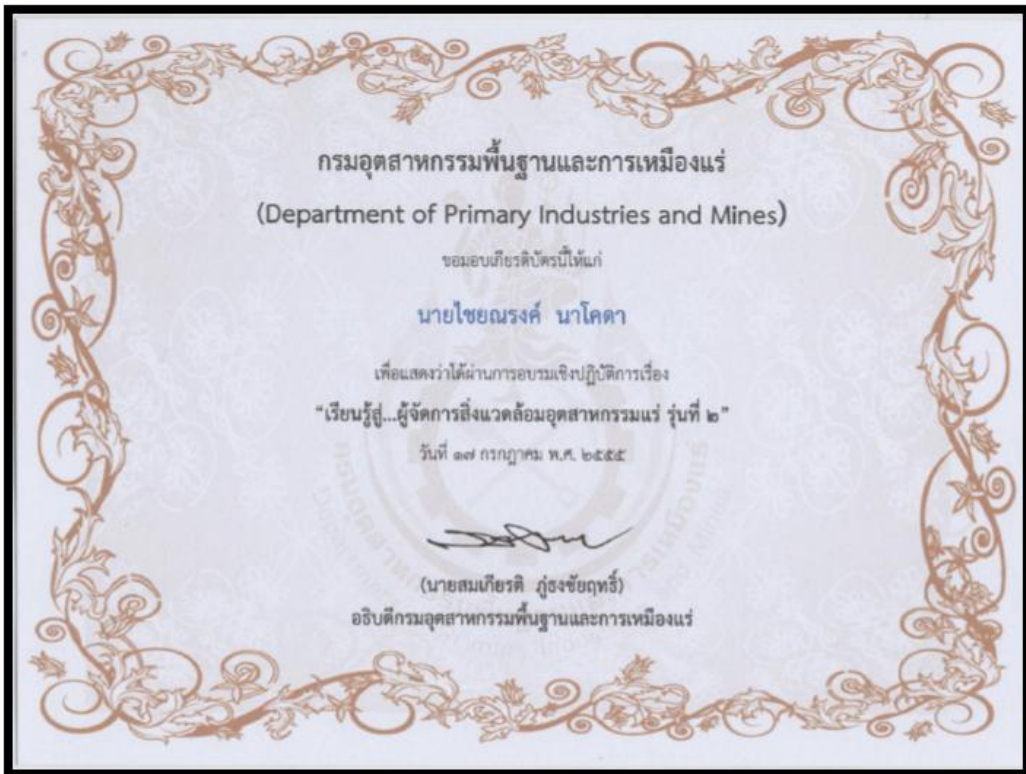 กรมอุตสาหกรรมพื้นฐานและการเหมืองแร่
(Department of Primary Industries and Mines)
ขอมอบเกียรติบัตรนี้ให้แก่
นายไชยณรงค์ นาโคดา
เพื่อแสดงว่าได้ผ่านการอบรมเชิงปฏิบัติการเรื่อง
“เรียนรู้สู่...ผู้จัดการสิ่งแวดล้อมอุตสาหกรรมแร่ รุ่นที่ ๒”
วันที่ ๑๗ กรกฎาคม พ.ศ. ๒๕๕๕
(นายสมเกียรติ ภู่ธงชัยฤทธิ์)
อธิบดีกรมอุตสาหกรรมพื้นฐานและการเหมืองแร่